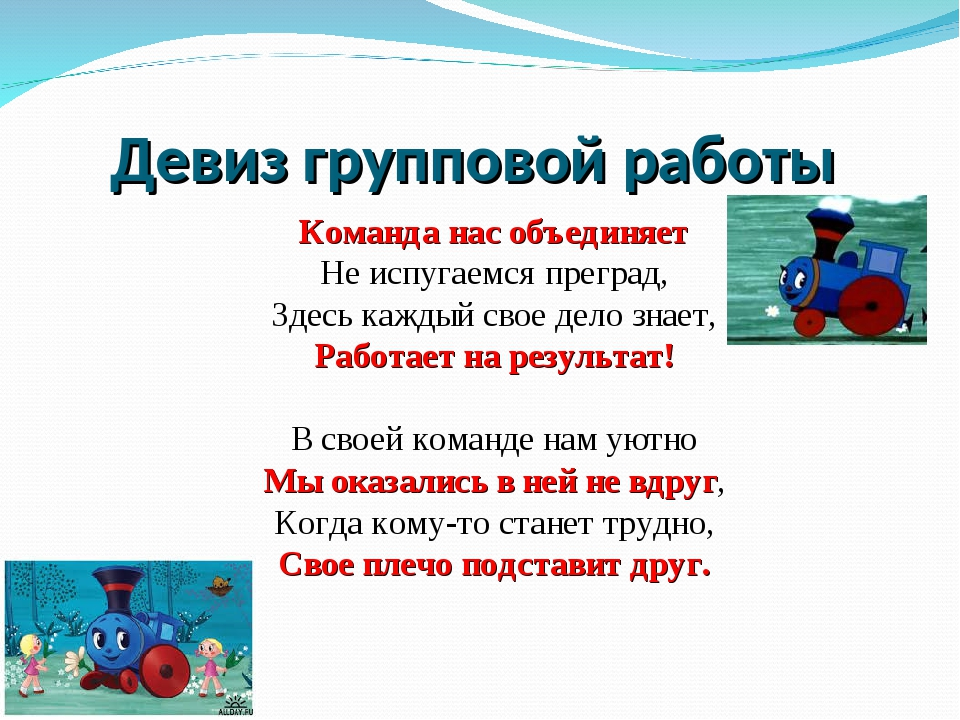 Девиз групповой работы
Команда нас объединяет
Не испугаемся преград,
Здесь каждый свое дело знает,
Работает на результат!
В своей команде нам уютно
Мы оказались в ней не вдруг,
Когда кому-то станет трудно,
Свое плечо подставит друг.
ALLDAY.RU